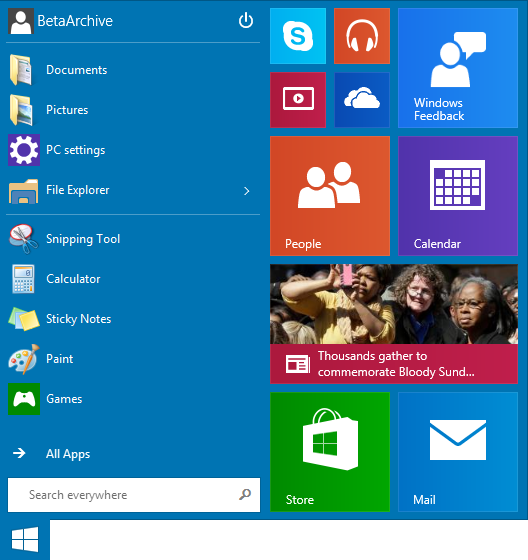 BetaArchive
Documents
Pictures
PC settings
File Explorer
Snipping Tool
Calculator
Sticky Notes
Paint
Games
All Apps
Search everywhere
Windows
Feedback
People
Calendar
Thousands gather to
commemorate Bloody Sund...
Store
Mail